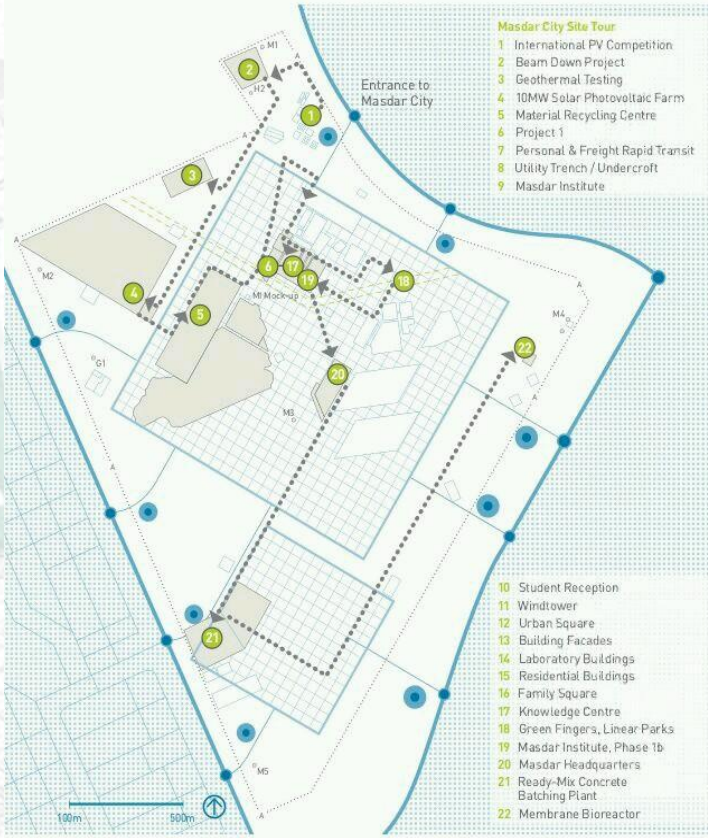 Masdar City Site Tour
1 International PV Competition
2 Beam Down Project
3 Geothermal Testing
4 10MW Solar Photovoltaic Farm
5 Material Recycling Centre
6 Project 1
7 Personal & Freight Rapid Transit
8 Utility Trench / Undercroft
9 Masdar Institute
Entrance to
Masdar City
M1
A
2
H2
1
A
3
A
6
17
19
18
MI Mock-up
A
M2
4
5
A
M4
22
G1
20
A
M3
A
21
M5
A
100m
500m
10 Student Reception
11 Windtower
12 Urban Square
13 Building Facades
14 Laboratory Buildings
15 Residential Buildings
16 Family Square
17 Knowledge Centre
18 Green Fingers, Linear Parks
19 Masdar Institute, Phase 1b
20 Masdar Headquarters
21 Ready-Mix Concrete
Batching Plant
22 Membrane Bioreactor